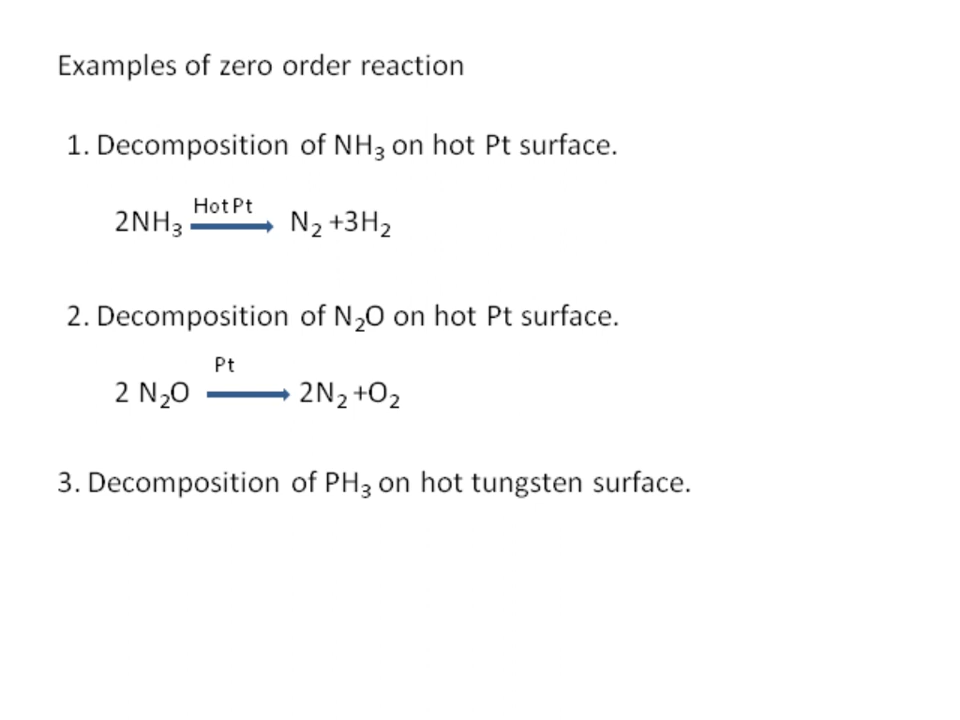 Examples of zero order reaction
1. Decomposition of NH₃ on hot Pt surface.
Hot Pt
2NH₃ → N₂ +3H₂
2. Decomposition of N₂O on hot Pt surface.
Pt
2 N₂O → 2N₂ +O₂
3. Decomposition of PH₃ on hot tungsten surface.